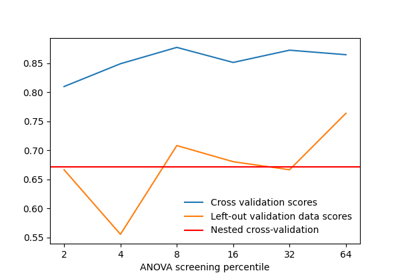 0.85
0.80
0.75
0.70
0.65
0.60
0.55
Cross validation scores
Left-out validation data scores
Nested cross-validation
2 4 8 16 32 64
ANOVA screening percentile